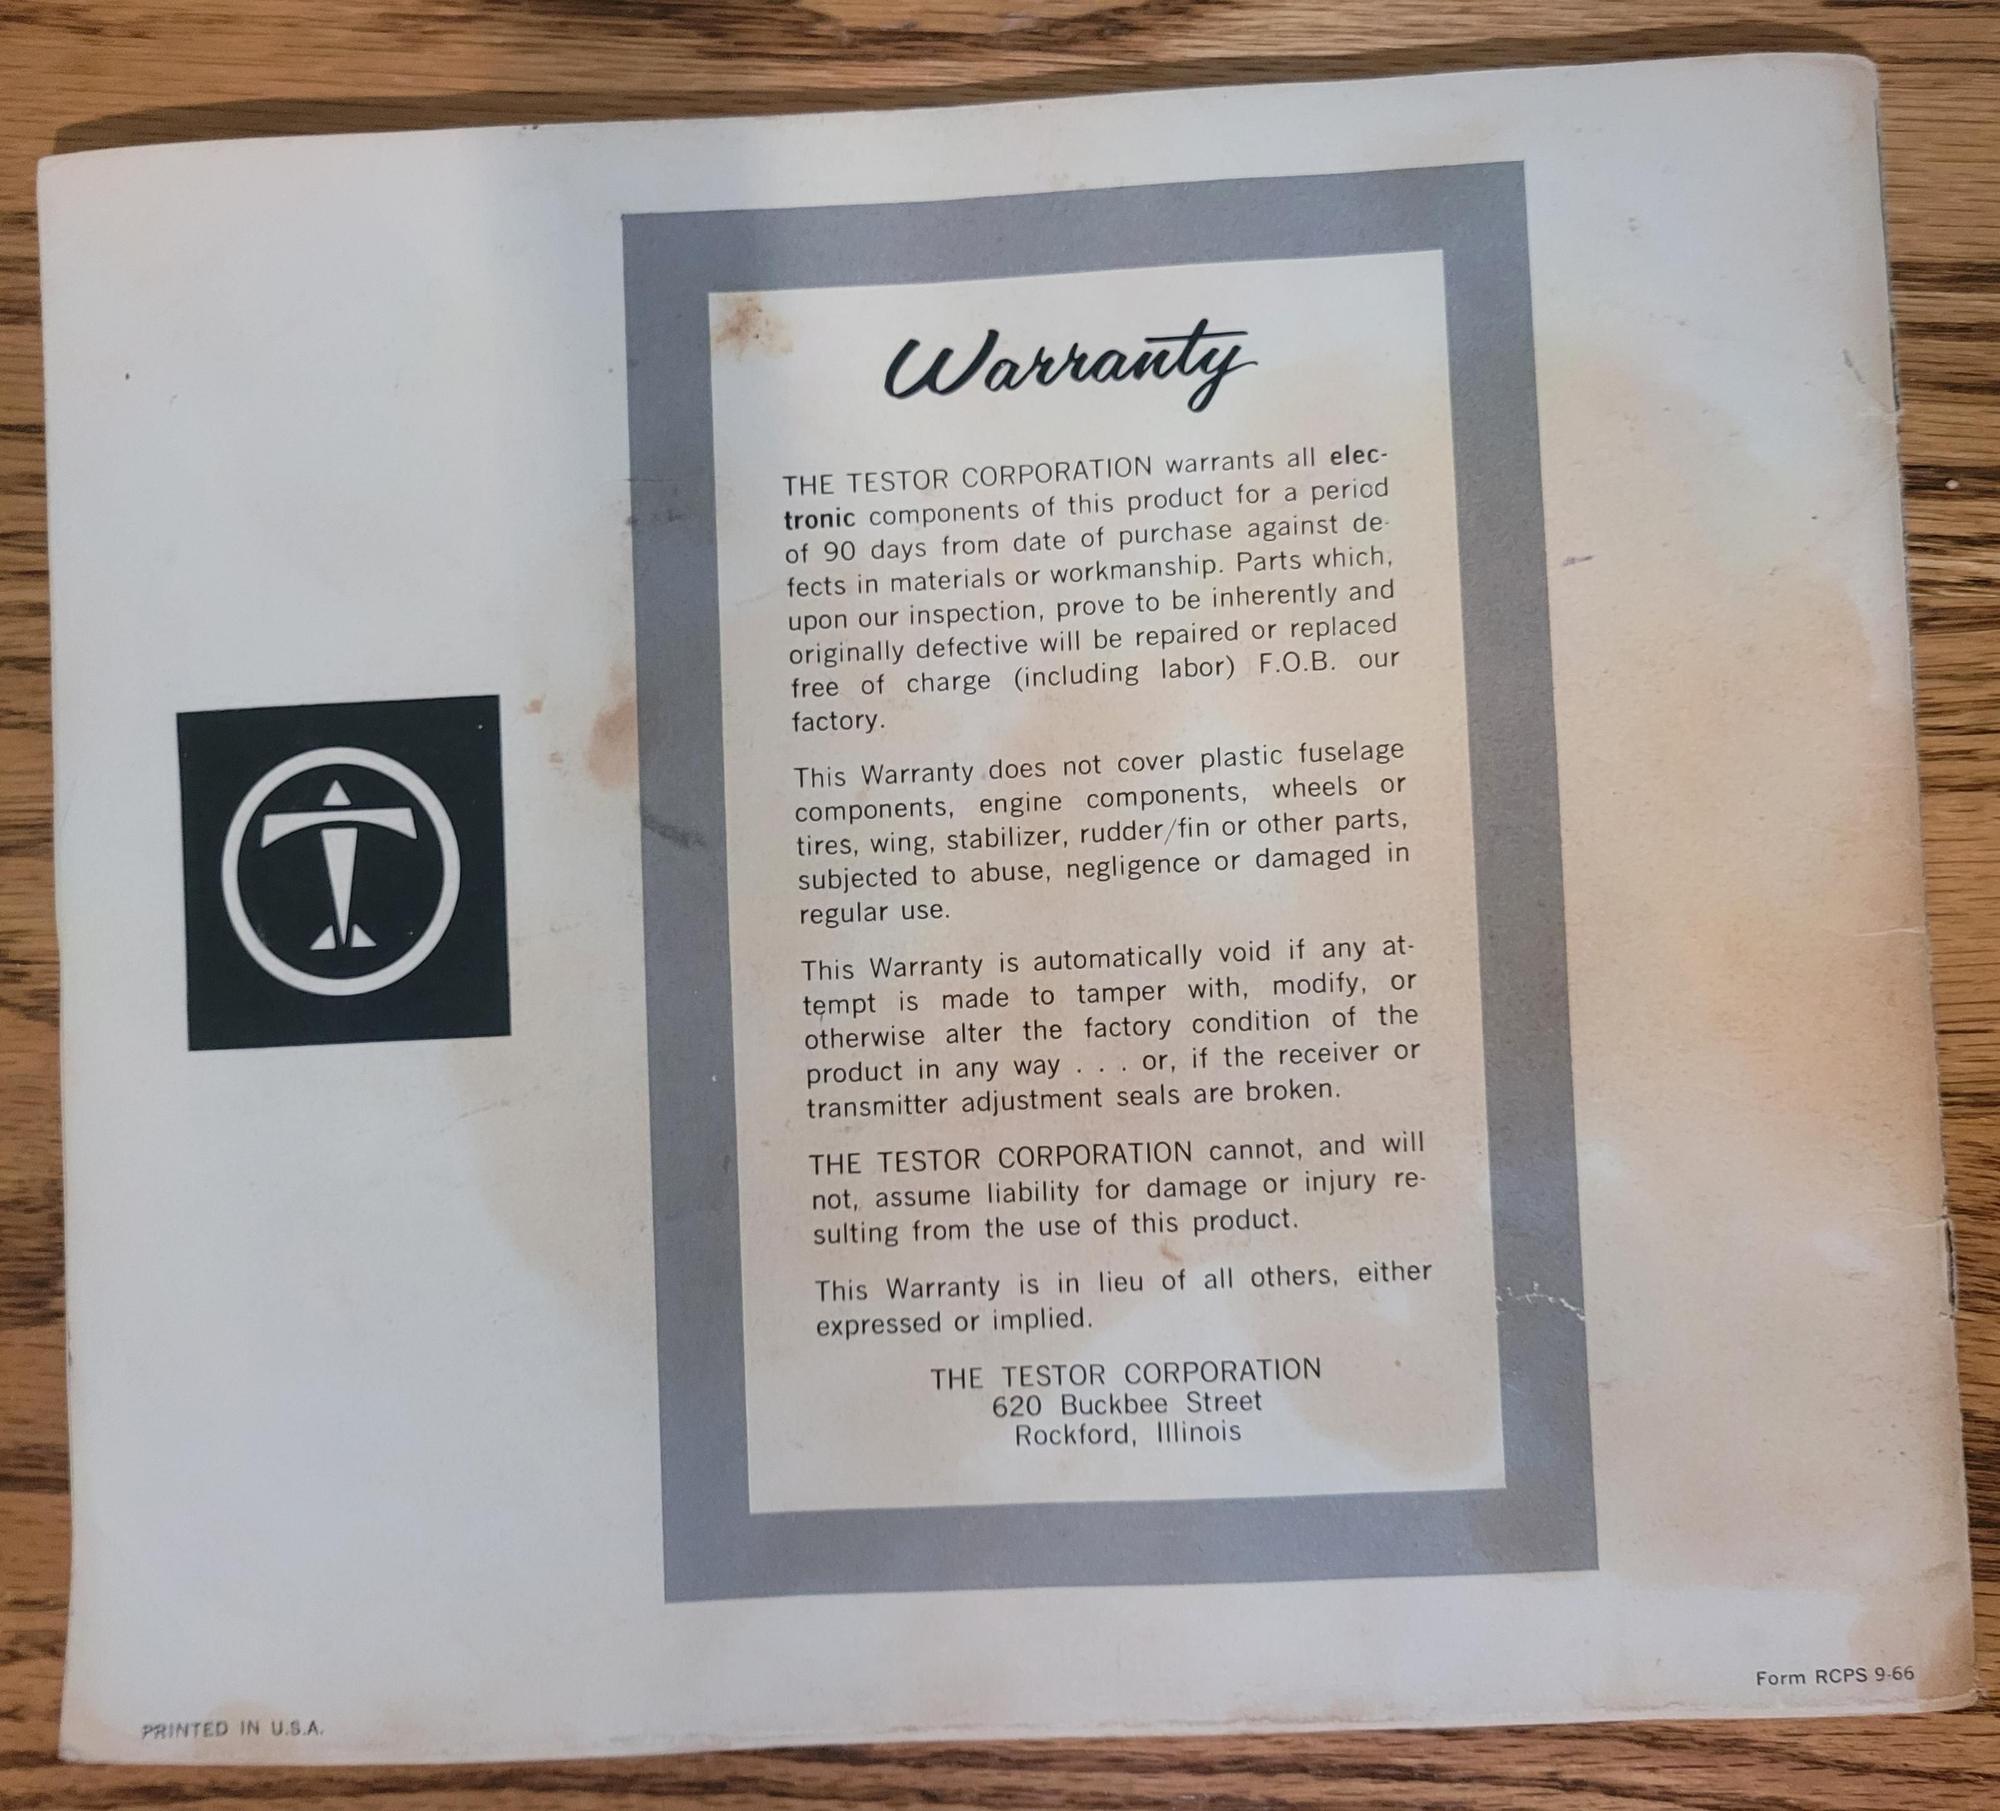 Warranty
THE TESTOR CORPORATION warrants all elec-
tronic components of this product for a period
of 90 days from date of purchase against de-
fects in materials or workmanship. Parts which,
upon our inspection, prove to be inherently and
originally defective will be repaired or replaced
free of charge (including labor) F.O.B. our
factory.
This Warranty does not cover plastic fuselage
components, engine components, wheels or
tires, wing, stabilizer, rudder/fin or other parts,
subjected to abuse, negligence or damaged in
regular use.
This Warranty is automatically void if any at-
tempt is made to tamper with, modify, or
otherwise alter the factory condition of the
product in any way . . . or, if the receiver or
transmitter adjustment seals are broken.
THE TESTOR CORPORATION cannot, and will
not, assume liability for damage or injury re-
sulting from the use of this product.
This Warranty is in lieu of all others, either
expressed or implied.
THE TESTOR CORPORATION
620 Buckbee Street
Rockford, Illinois
Form RCPS 9-66
PRINTED IN U.S.A.